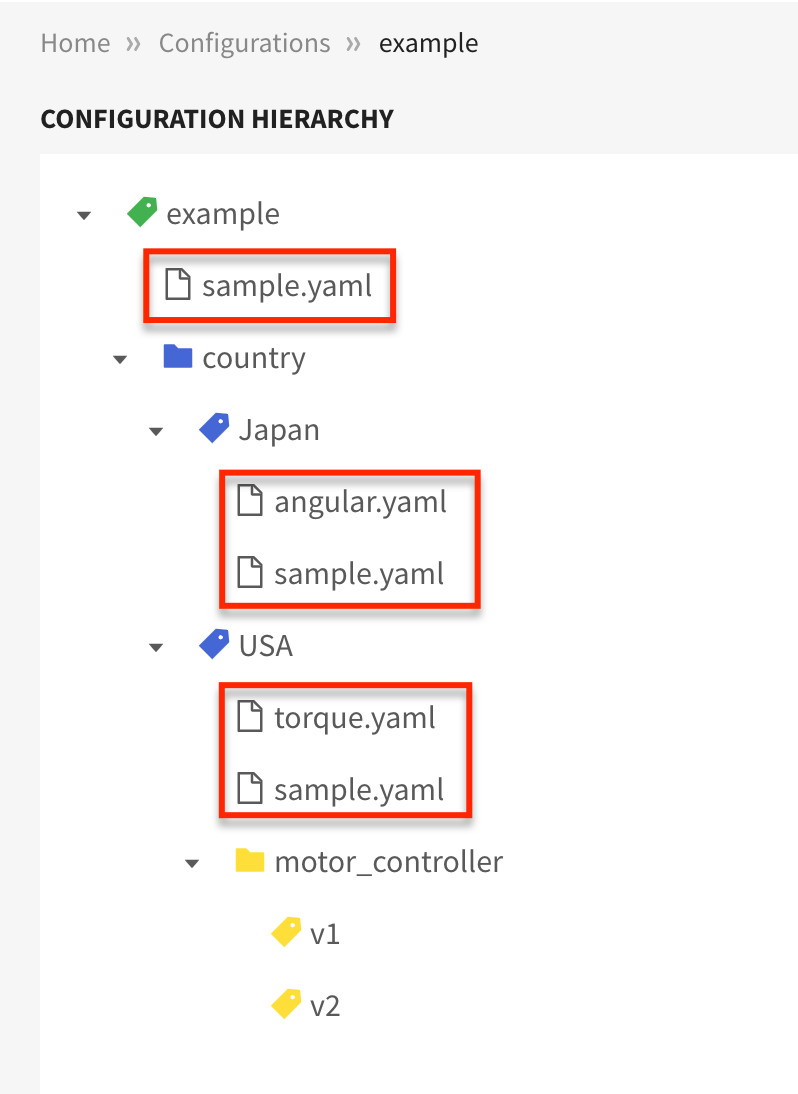 Home » Configurations » example
CONFIGURATION HIERARCHY
example
sample.yaml
country
Japan
angular.yaml
sample.yaml
USA
torque.yaml
sample.yaml
motor_controller
v1
v2